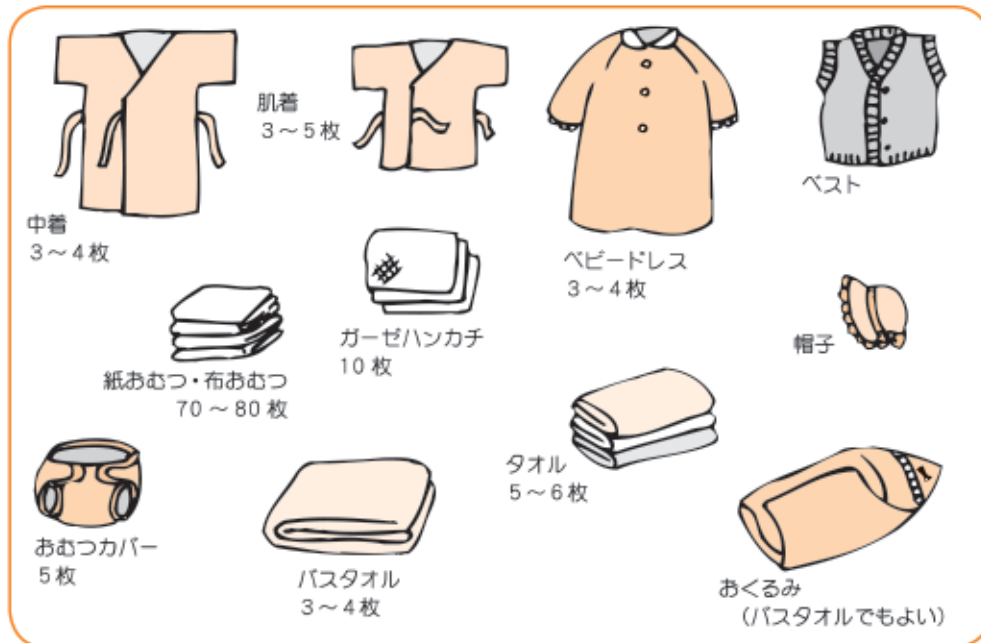 肌着
3～5枚
ベスト
中着
3～4枚
ベビードレス
3～4枚
ガーゼハンカチ
10枚
帽子
紙おむつ・布おむつ
70～80枚
タオル
5～6枚
おむつカバー
5枚
バスタオル
3～4枚
おくるみ
（バスタオルでもよい）